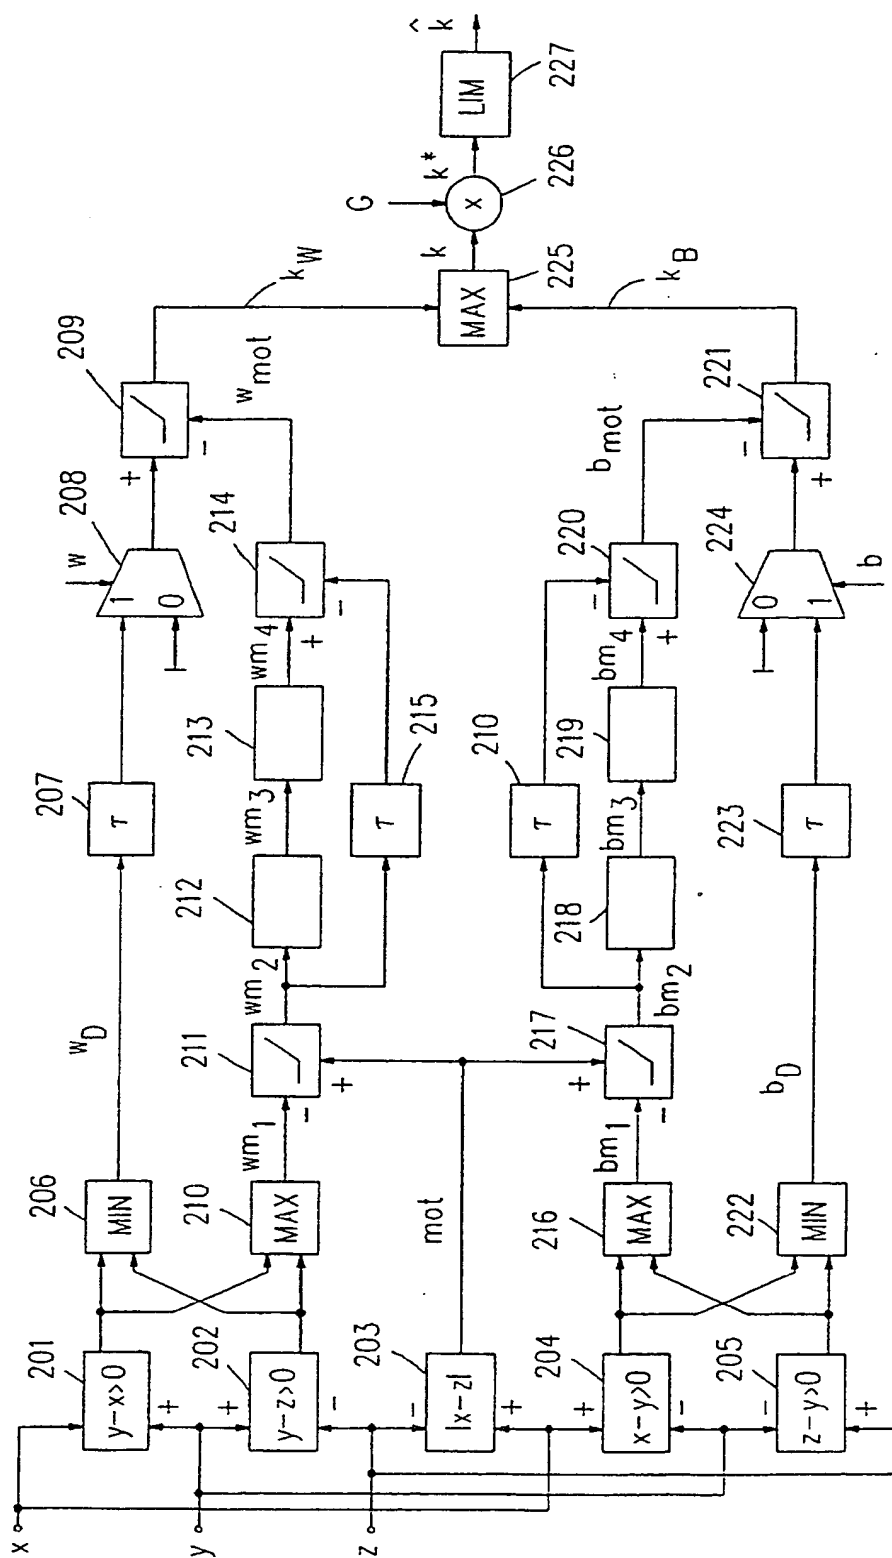 x
y
z
201
y-x>0
+
202
y-z>0
+
-
203
|x-z|
-
+
204
x-y>0
+
-
205
z-y>0
-
+
206
MIN
w_D
207
τ
w
208
1
0
209
+
-
k_W
210
MAX
wm_1
211
-
+
wm_2
212
wm_3
213
wm_4
214
+
-
w_mot
215
τ
mot
216
MAX
bm_1
217
+
-
bm_2
210
τ
218
bm_3
219
bm_4
220
-
+
b_mot
222
MIN
b_D
223
τ
224
0
1
b
221
-
+
k_B
MAX
225
k
G
x
226
k*
LIM
227
k̂